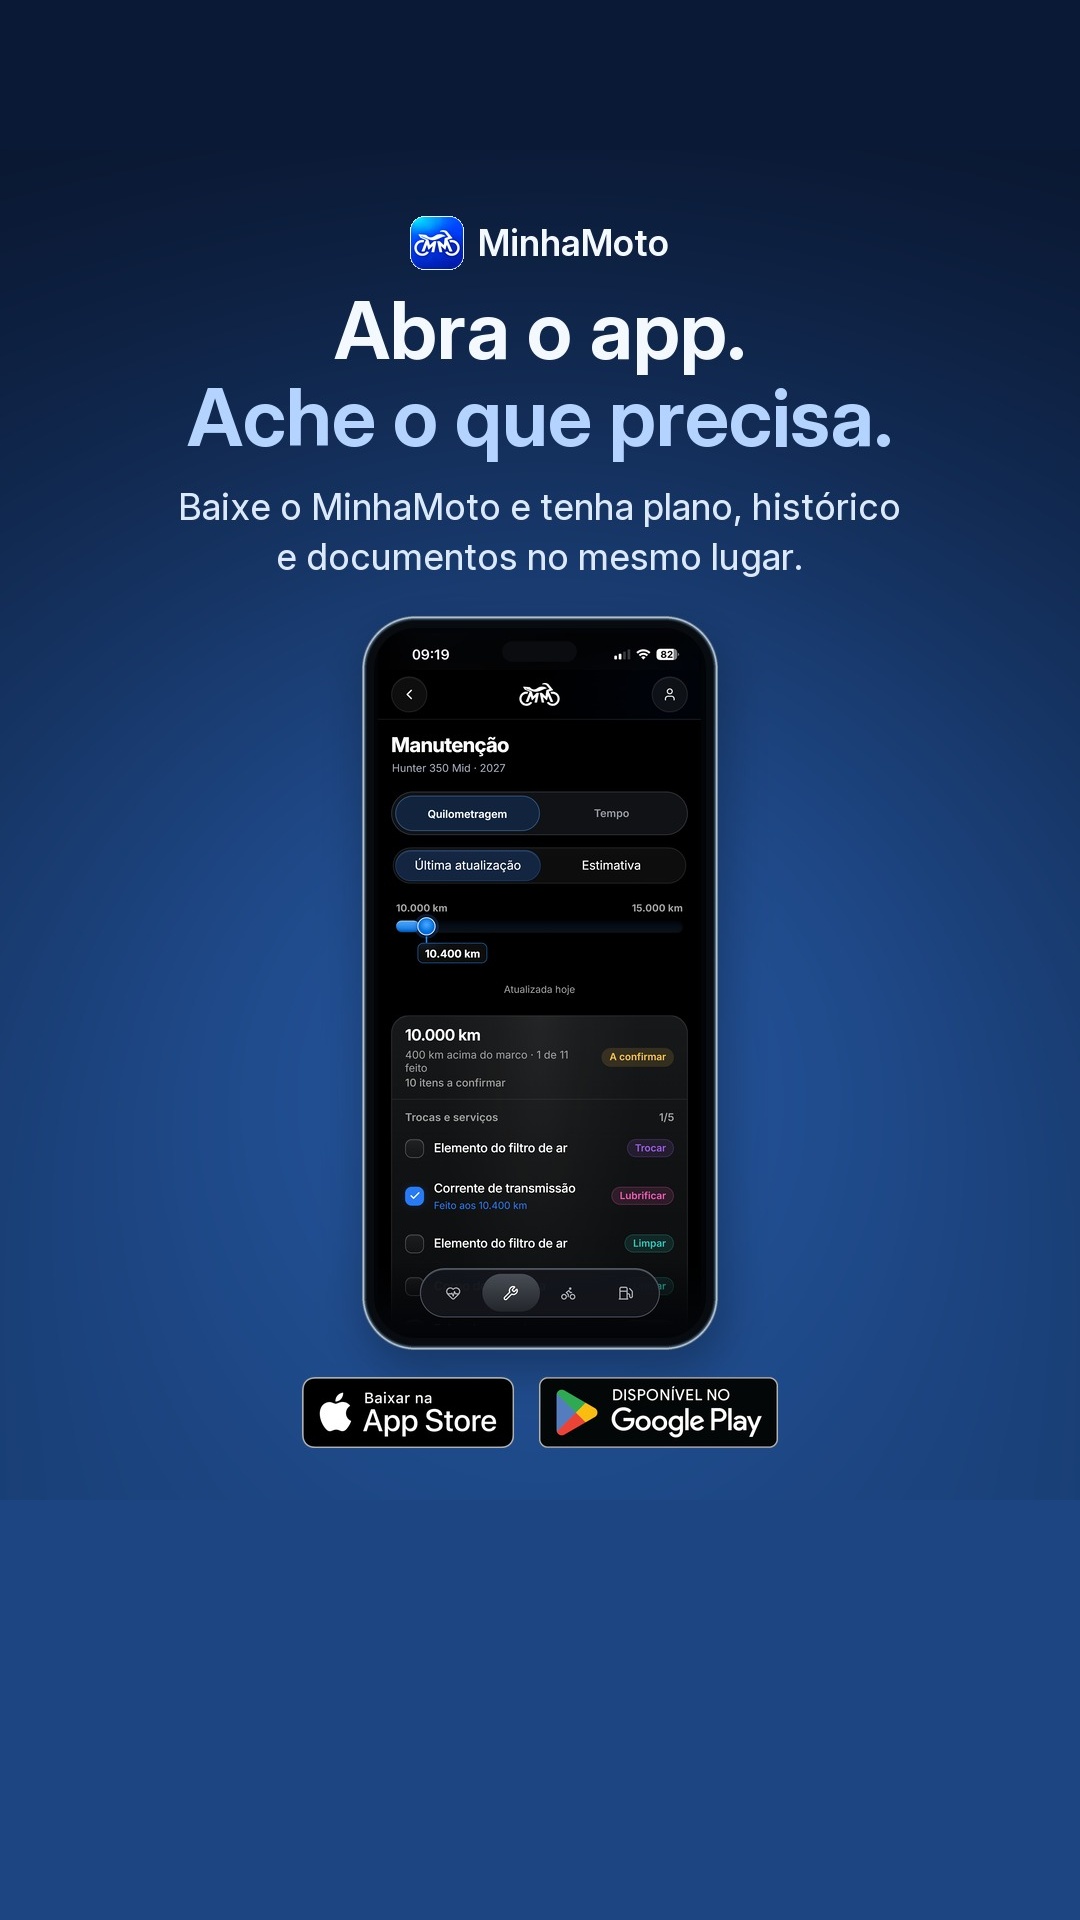 MinhaMoto
Abra o app.
Ache o que precisa.
Baixe o MinhaMoto e tenha plano, histórico
e documentos no mesmo lugar.
09:19
82
MM
Manutenção
Hunter 350 Mid · 2027
Quilometragem
Tempo
Última atualização
Estimativa
10.000 km
15.000 km
10.400 km
Atualizada hoje
10.000 km
400 km acima do marco · 1 de 11
feito
10 itens a confirmar
A confirmar
Trocas e serviços
1/5
Elemento do filtro de ar
Trocar
Corrente de transmissão
Feito aos 10.400 km
Lubrificar
Elemento do filtro de ar
Limpar
Baixar na
App Store
DISPONÍVEL NO
Google Play